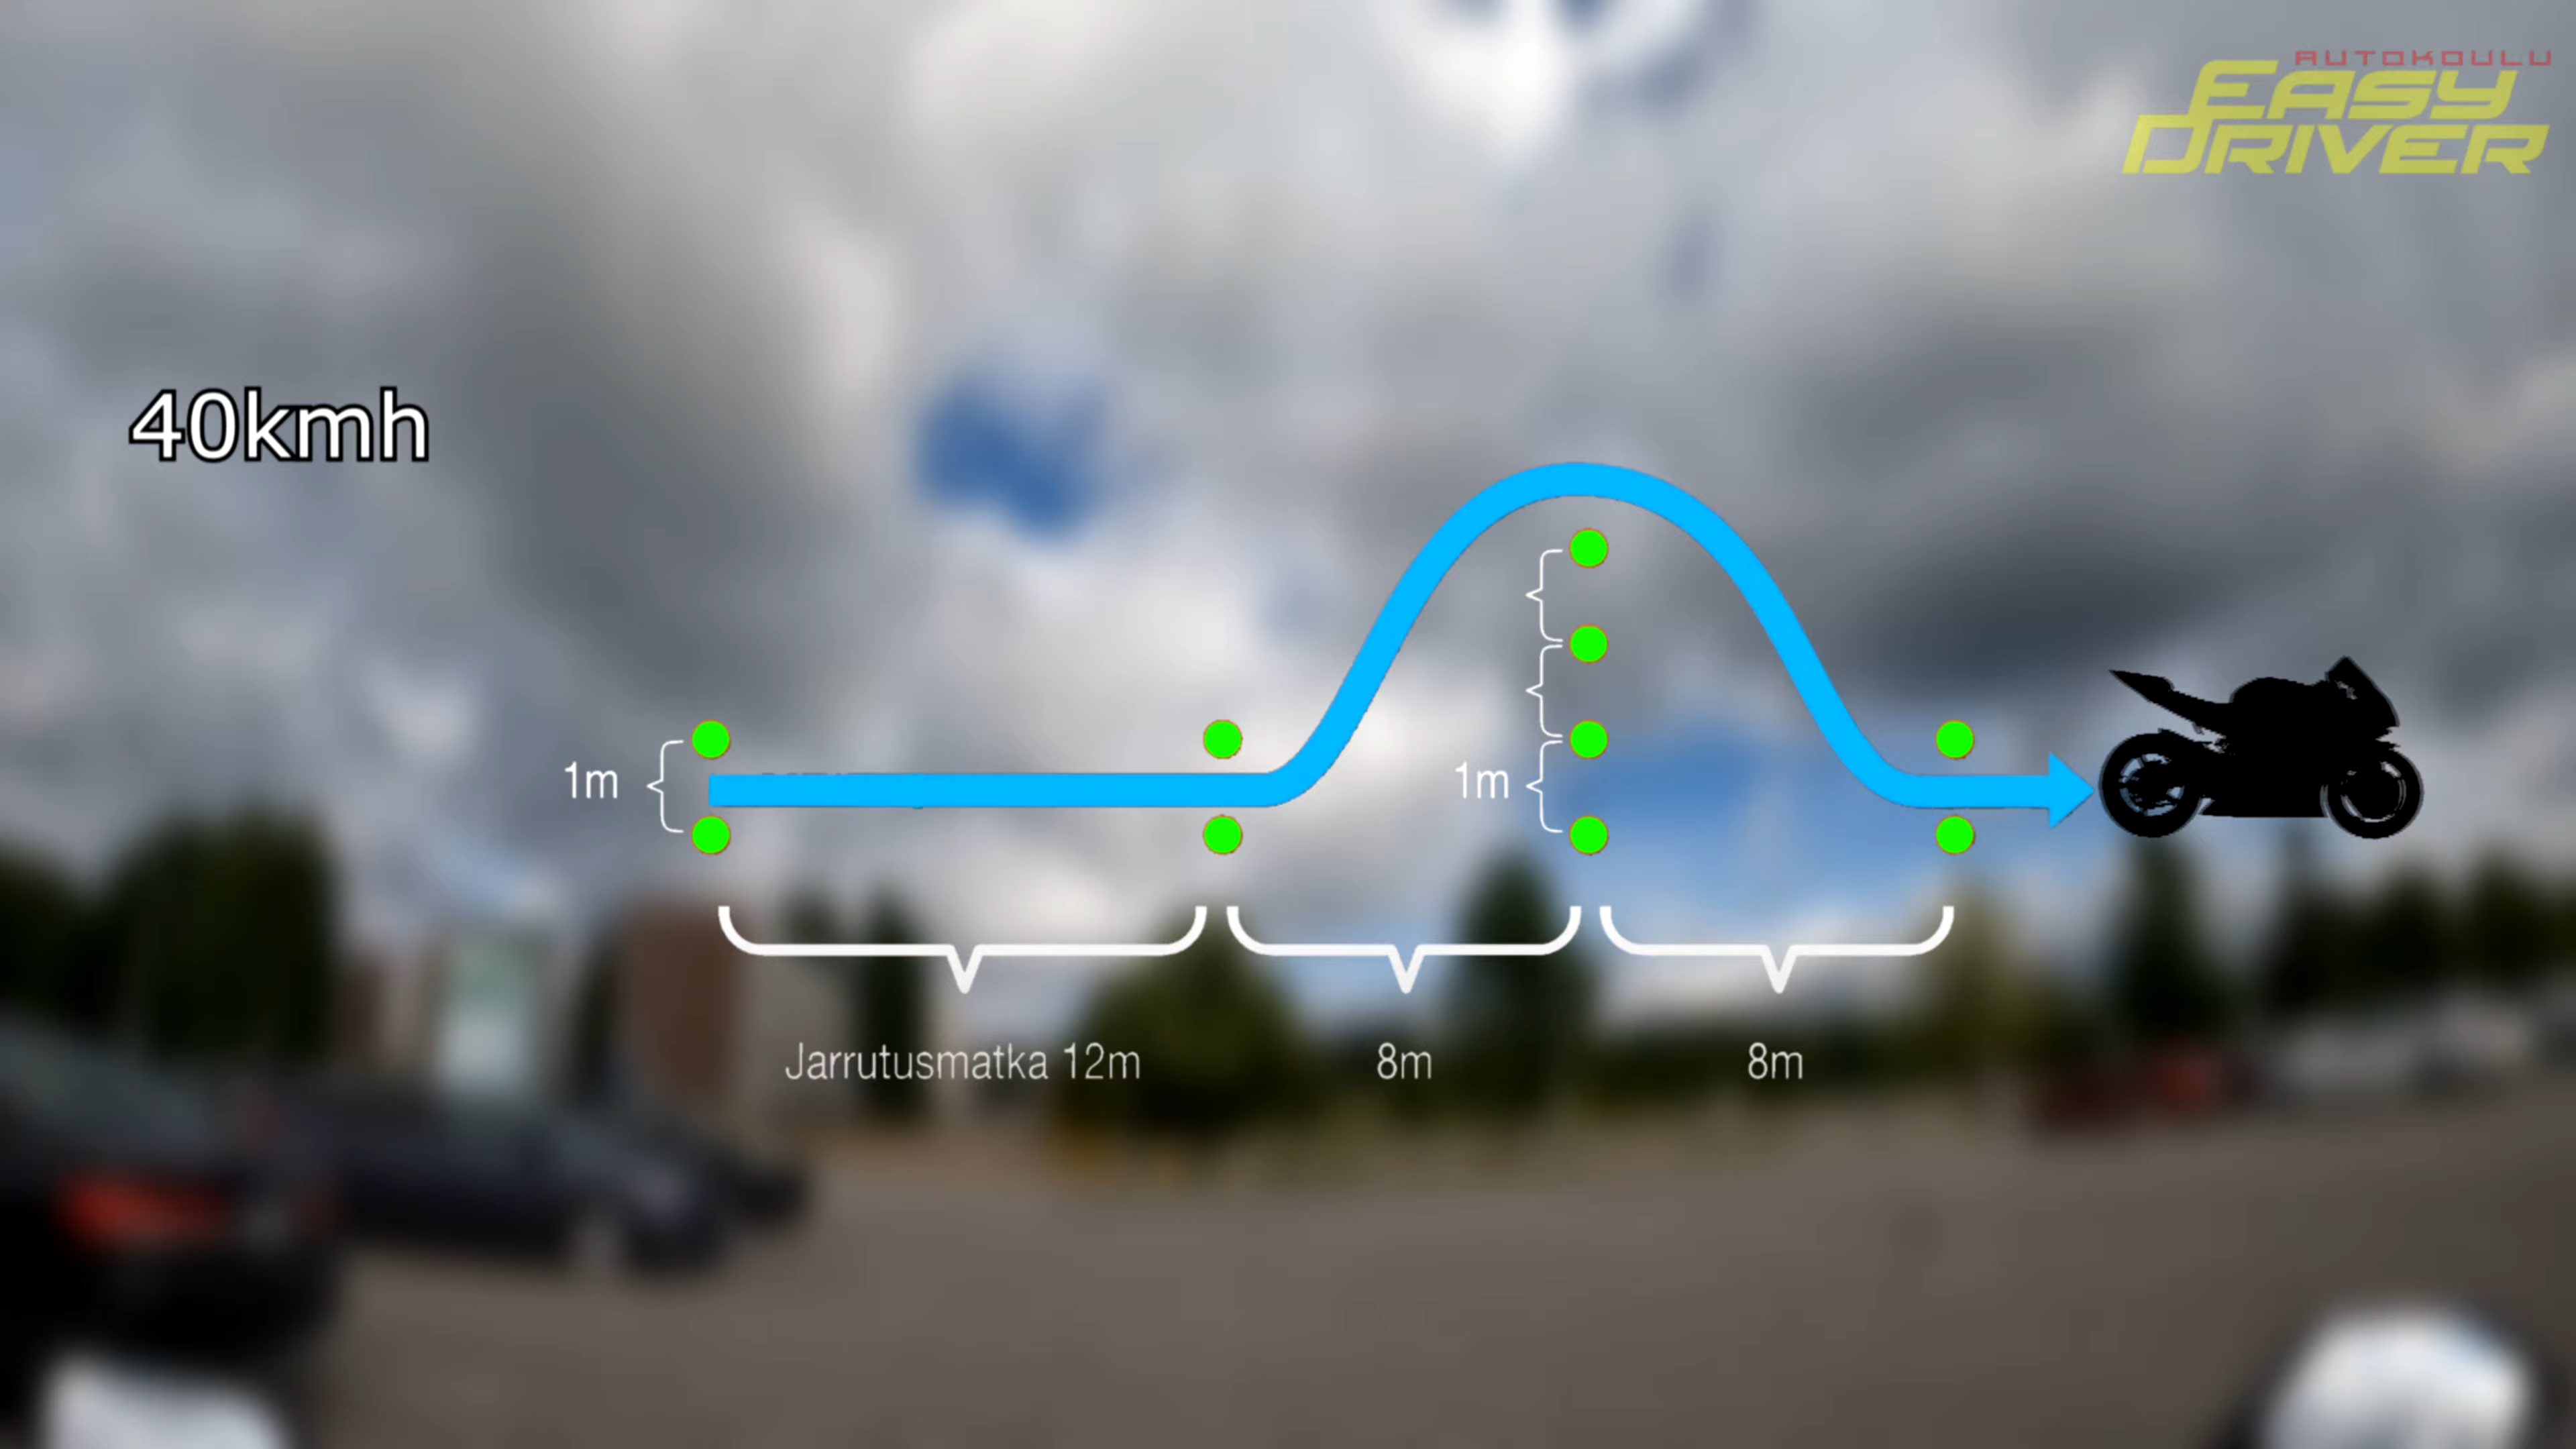 AUTOKOULU
EASY
DRIVER
40kmh
1m
1m
Jarrutusmatka 12m
8m
8m